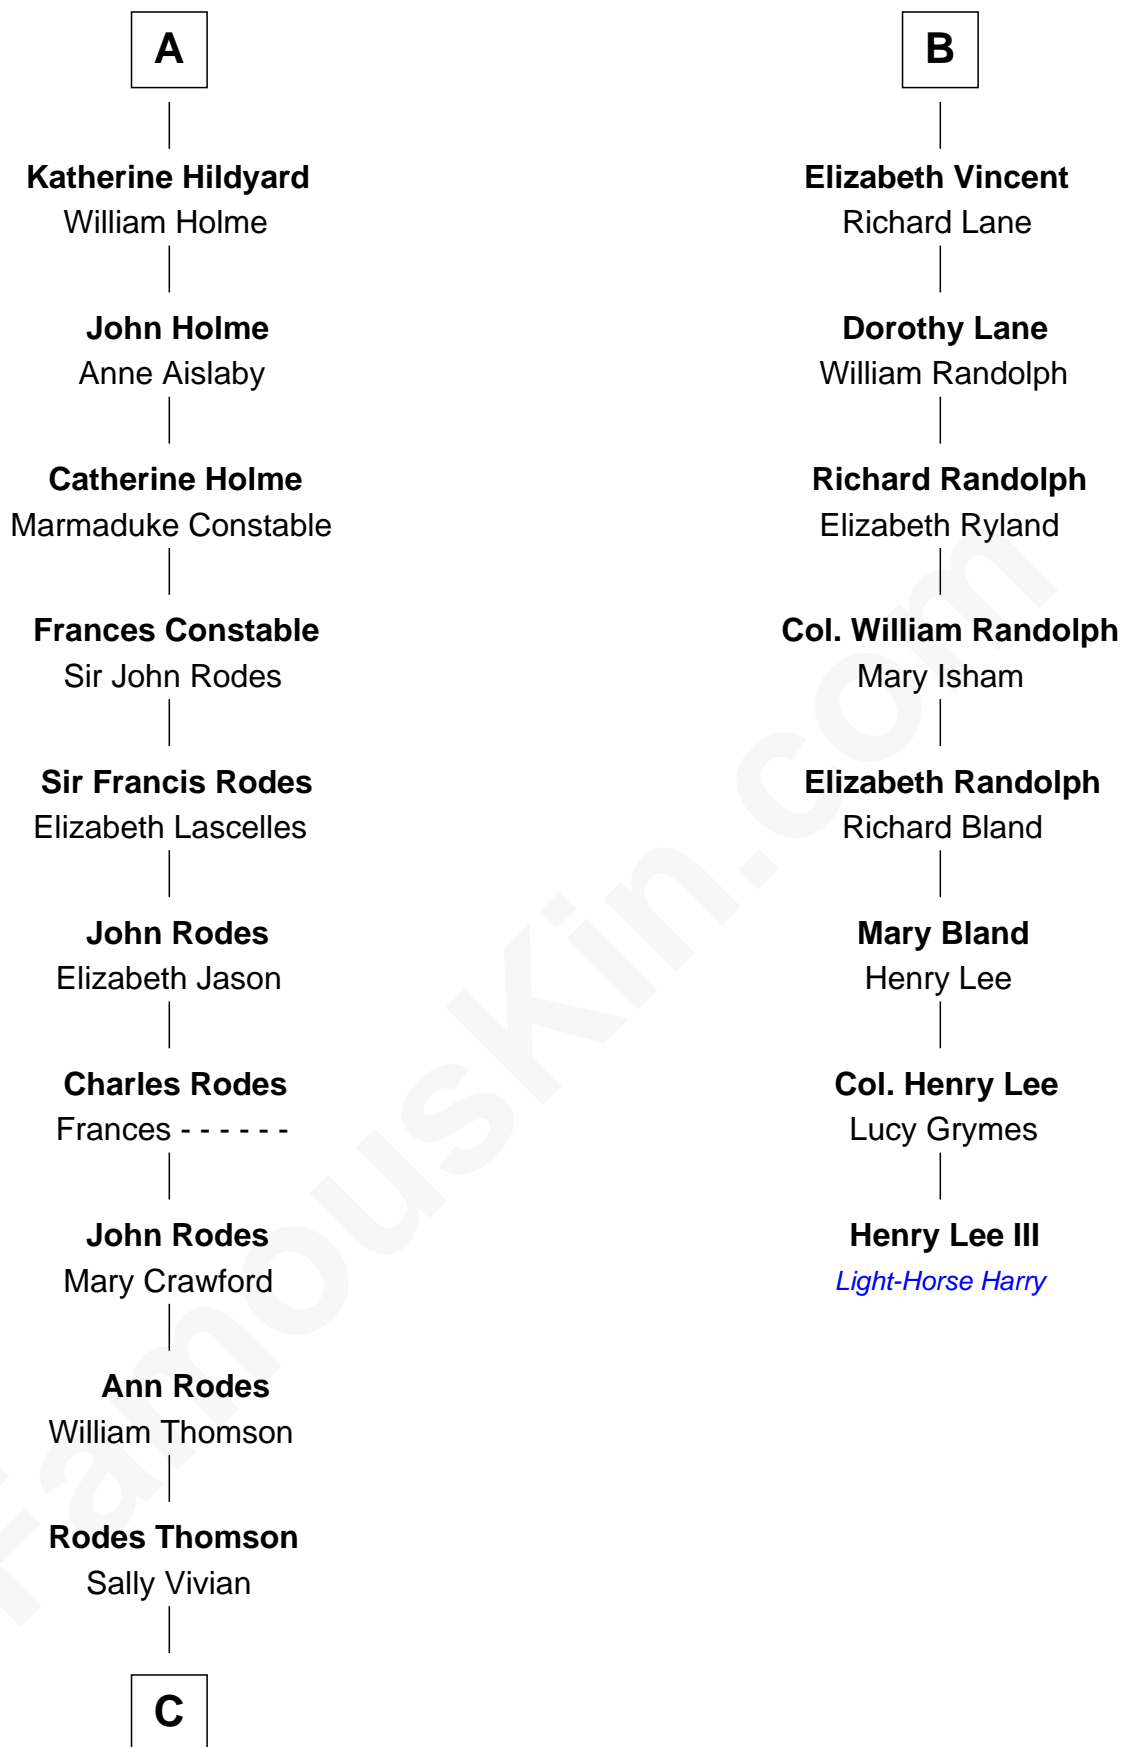 A
Katherine Hildyard
William Holme
John Holme
Anne Aislaby
Catherine Holme
Marmaduke Constable
Frances Constable
Sir John Rodes
Sir Francis Rodes
Elizabeth Lascelles
John Rodes
Elizabeth Jason
Charles Rodes
Frances - - - - - -
John Rodes
Mary Crawford
Ann Rodes
William Thomson
Rodes Thomson
Sally Vivian
C
B
Elizabeth Vincent
Richard Lane
Dorothy Lane
William Randolph
Richard Randolph
Elizabeth Ryland
Col. William Randolph
Mary Isham
Elizabeth Randolph
Richard Bland
Mary Bland
Henry Lee
Col. Henry Lee
Lucy Grymes
Henry Lee III
Light-Horse Harry
FamousKin.com